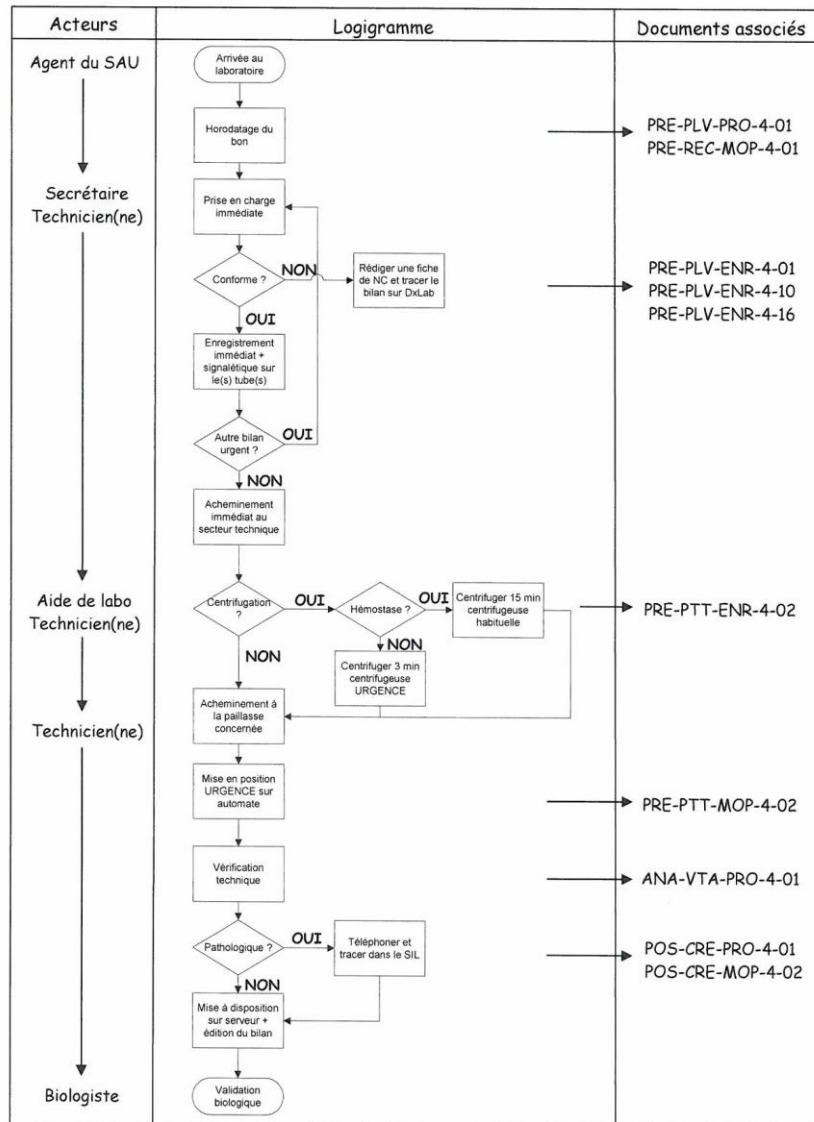 Acteurs
Logigramme
Documents associés
Agent du SAU
Arrivée au
laboratoire
Horodatage du
bon
PRE-PLV-PRO-4-01
PRE-REC-MOP-4-01
Secrétaire
Technicien(ne)
Prise en charge
immédiate
Conforme ?
NON
Rédiger une fiche
de NC et tracer le
bilan sur DxLab
PRE-PLV-ENR-4-01
PRE-PLV-ENR-4-10
PRE-PLV-ENR-4-16
OUI
Enregistrement
immédiat +
signalétique sur
le(s) tube(s)
Autre bilan
urgent ?
OUI
NON
Acheminement
immédiat au
secteur technique
Aide de labo
Technicien(ne)
Centrifugation
?
OUI
Hémostase ?
OUI
Centrifuger 15 min
centrifugeuse
habituelle
PRE-PTT-ENR-4-02
NON
NON
Centrifuger 3 min
centrifugeuse
URGENCE
Technicien(ne)
Acheminement à
la paillasse
concernée
Mise en position
URGENCE sur
automate
PRE-PTT-MOP-4-02
Vérification
technique
ANA-VTA-PRO-4-01
Pathologique ?
OUI
Téléphoner et
tracer dans le SIL
POS-CRE-PRO-4-01
POS-CRE-MOP-4-02
NON
Mise à disposition
sur serveur +
édition du bilan
Biologiste
Validation
biologique